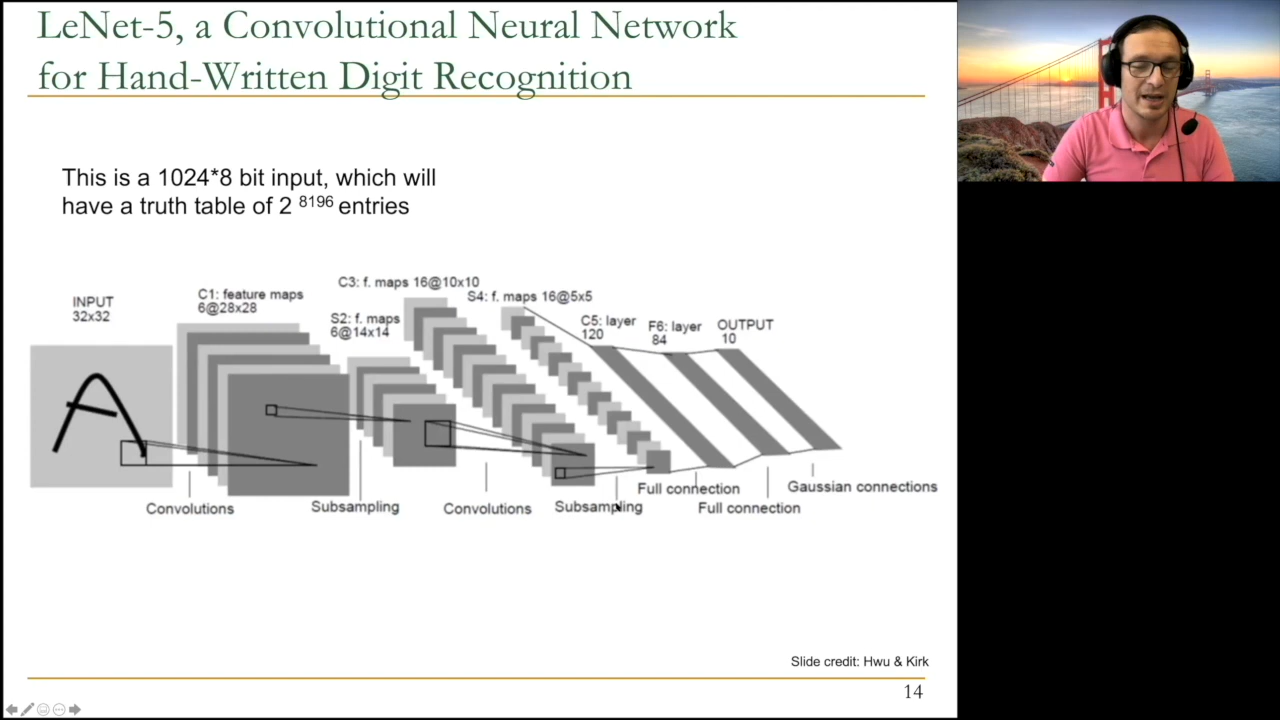 LeNet-5, a Convolutional Neural Network
for Hand-Written Digit Recognition
This is a 1024*8 bit input, which will
have a truth table of 2 8196 entries
INPUT
32x32
C1: feature maps
6@28x28
S2: f. maps
6@14x14
C3: f. maps 16@10x10
S4: f. maps 16@5x5
C5: layer
120
F6: layer
84
OUTPUT
10
A
Convolutions
Subsampling
Convolutions
Subsampling
Full connection
Full connection
Gaussian connections
Slide credit: Hwu & Kirk
14